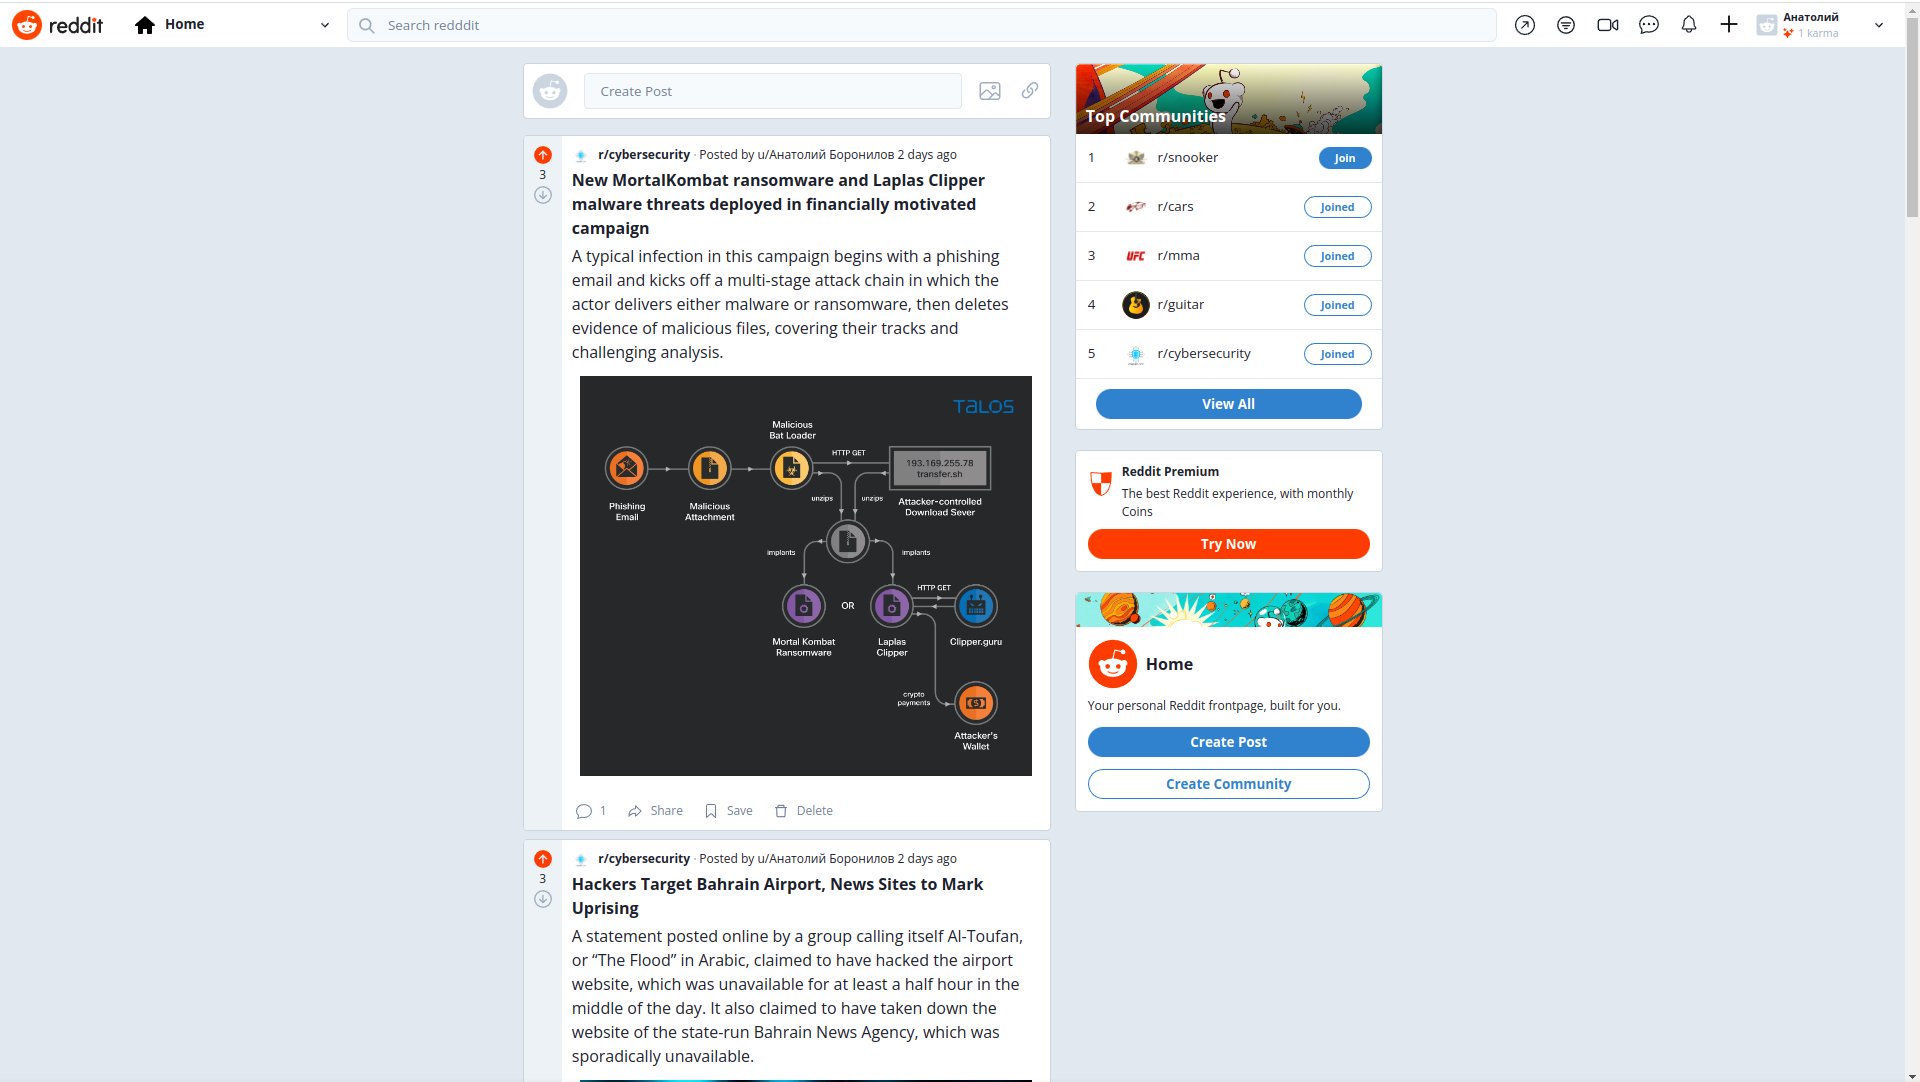 reddit
Home
Search redddit
Анатолий
1 karma
Create Post
r/cybersecurity · Posted by u/Анатолий Боронилов 2 days ago
3
New MortalKombat ransomware and Laplas Clipper
malware threats deployed in financially motivated
campaign
A typical infection in this campaign begins with a phishing
email and kicks off a multi-stage attack chain in which the
actor delivers either malware or ransomware, then deletes
evidence of malicious files, covering their tracks and
challenging analysis.
TALOS
Malicious
Bat Loader
HTTP GET
193.169.255.78
transfer.sh
unzips
unzips
Phishing
Email
Malicious
Attachment
Attacker-controlled
Download Sever
implants
implants
HTTP GET
OR
Mortal Kombat
Ransomware
Laplas
Clipper
Clipper.guru
crypto
payments
Attacker's
Wallet
1
Share
Save
Delete
r/cybersecurity · Posted by u/Анатолий Боронилов 2 days ago
3
Hackers Target Bahrain Airport, News Sites to Mark
Uprising
A statement posted online by a group calling itself Al-Toufan,
or “The Flood” in Arabic, claimed to have hacked the airport
website, which was unavailable for at least a half hour in the
middle of the day. It also claimed to have taken down the
website of the state-run Bahrain News Agency, which was
sporadically unavailable.
Top Communities
1 r/snooker Join
2 r/cars Joined
3 UFC r/mma Joined
4 r/guitar Joined
5 r/cybersecurity Joined
View All
Reddit Premium
The best Reddit experience, with monthly
Coins
Try Now
Home
Your personal Reddit frontpage, built for you.
Create Post
Create Community